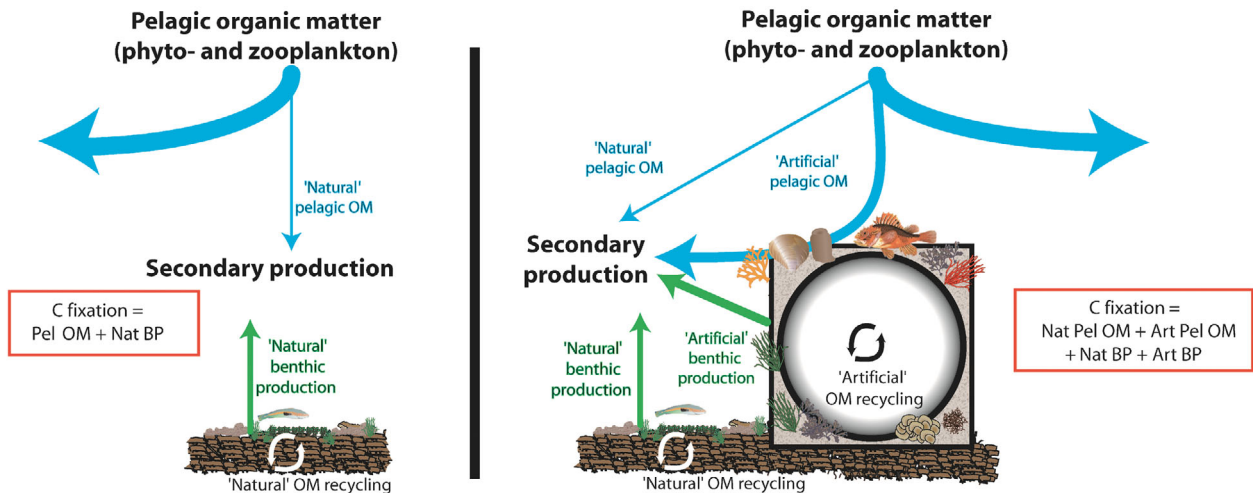 Pelagic organic matter
(phyto- and zooplankton)
'Natural'
pelagic OM
Secondary production
C fixation =
Pel OM + Nat BP
'Natural'
benthic
production
'Natural' OM recycling
Pelagic organic matter
(phyto- and zooplankton)
'Natural'
pelagic OM
'Artificial'
pelagic OM
Secondary
production
'Natural'
benthic
production
'Artificial'
benthic
production
'Artificial'
OM recycling
C fixation =
Nat Pel OM + Art Pel OM
+ Nat BP + Art BP
'Natural' OM recycling